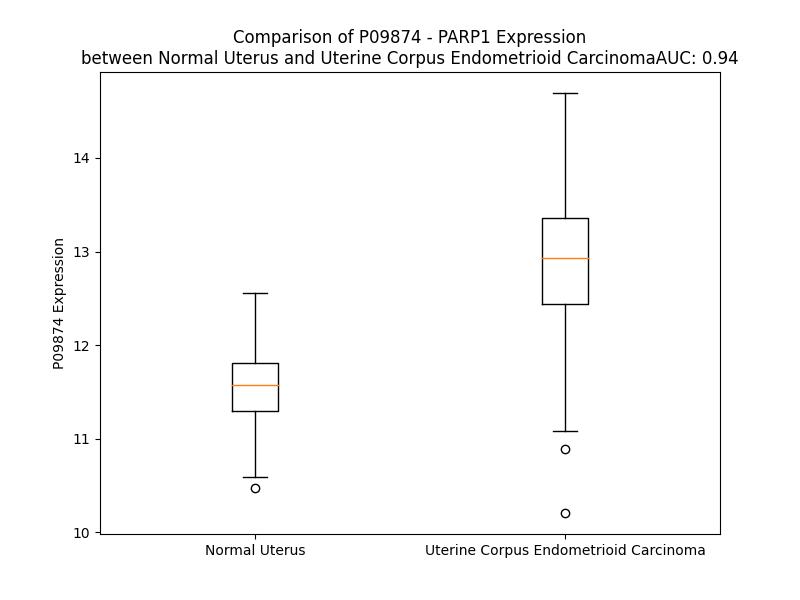 Comparison of P09874 - PARP1 Expression
between Normal Uterus and Uterine Corpus Endometrioid CarcinomaAUC: 0.94
14
13
12
11
10
P09874 Expression
Normal Uterus
Uterine Corpus Endometrioid Carcinoma